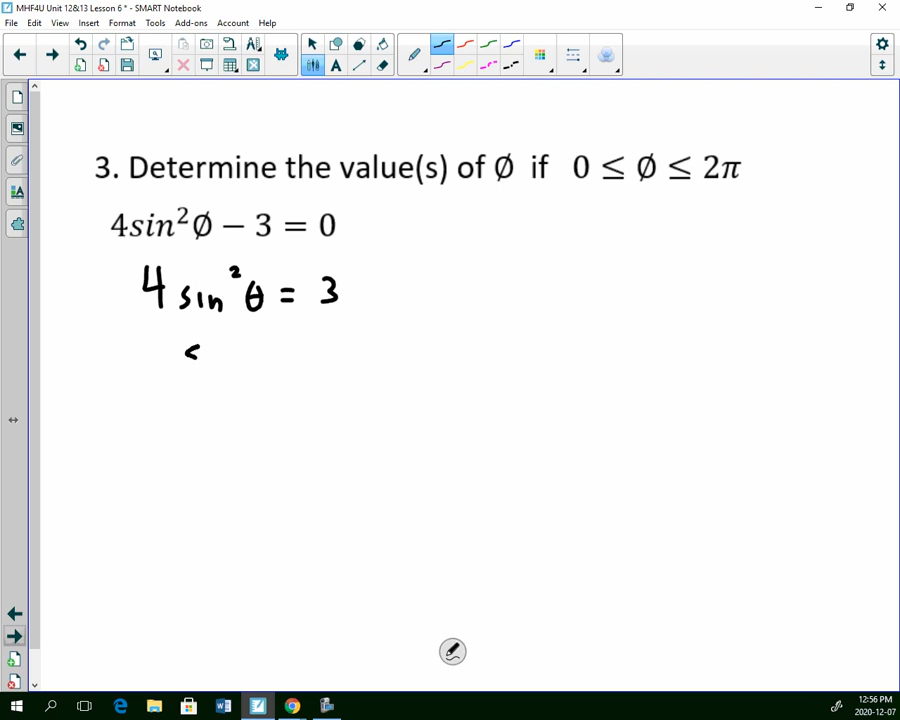 MHF4U Unit 12&13 Lesson 6 * - SMART Notebook
File Edit View Insert Format Tools Add-ons Account Help
3. Determine the value(s) of Ø if 0 ≤ Ø ≤ 2π
4sin²Ø − 3 = 0
4 sin²θ = 3
12:56 PM
2020-12-07